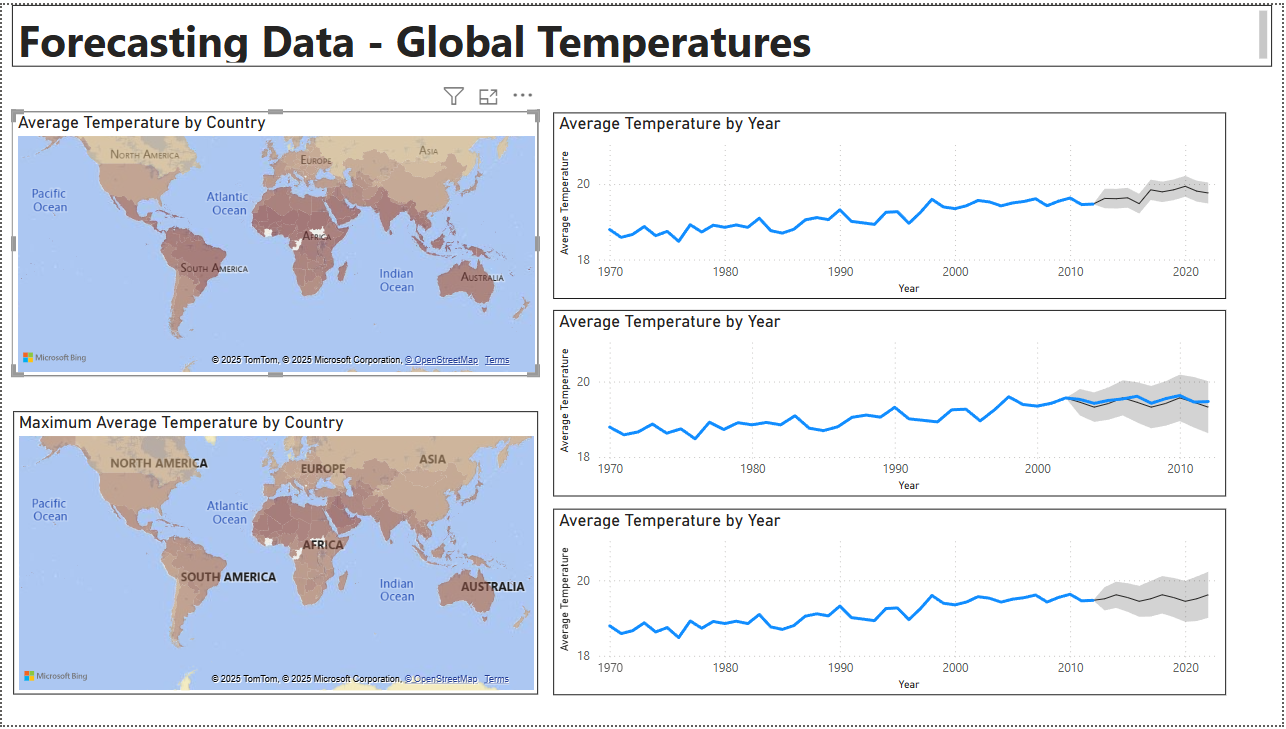 Forecasting Data - Global Temperatures
Average Temperature by Country
NORTH AMERICA
EUROPE
ASIA
Pacific
Ocean
Atlantic
Ocean
AFRICA
SOUTH AMERICA
Indian
Ocean
AUSTRALIA
Microsoft Bing
© 2025 TomTom, © 2025 Microsoft Corporation, © OpenStreetMap Terms
Maximum Average Temperature by Country
NORTH AMERICA
EUROPE
ASIA
Pacific
Ocean
Atlantic
Ocean
AFRICA
SOUTH AMERICA
Indian
Ocean
AUSTRALIA
Microsoft Bing
© 2025 TomTom, © 2025 Microsoft Corporation, © OpenStreetMap Terms
Average Temperature by Year
Average Temperature
20
18
1970 1980 1990 2000 2010 2020
Year
Average Temperature by Year
Average Temperature
20
18
1970 1980 1990 2000 2010
Year
Average Temperature by Year
Average Temperature
20
18
1970 1980 1990 2000 2010 2020
Year